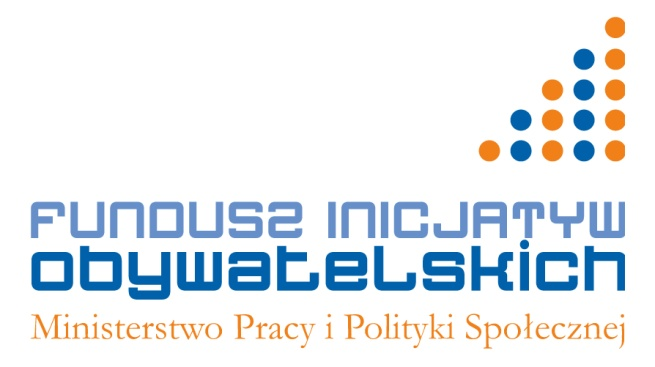 FUNDUSZ INICJATYW
obywatelskich
Ministerstwo Pracy i Polityki Społecznej